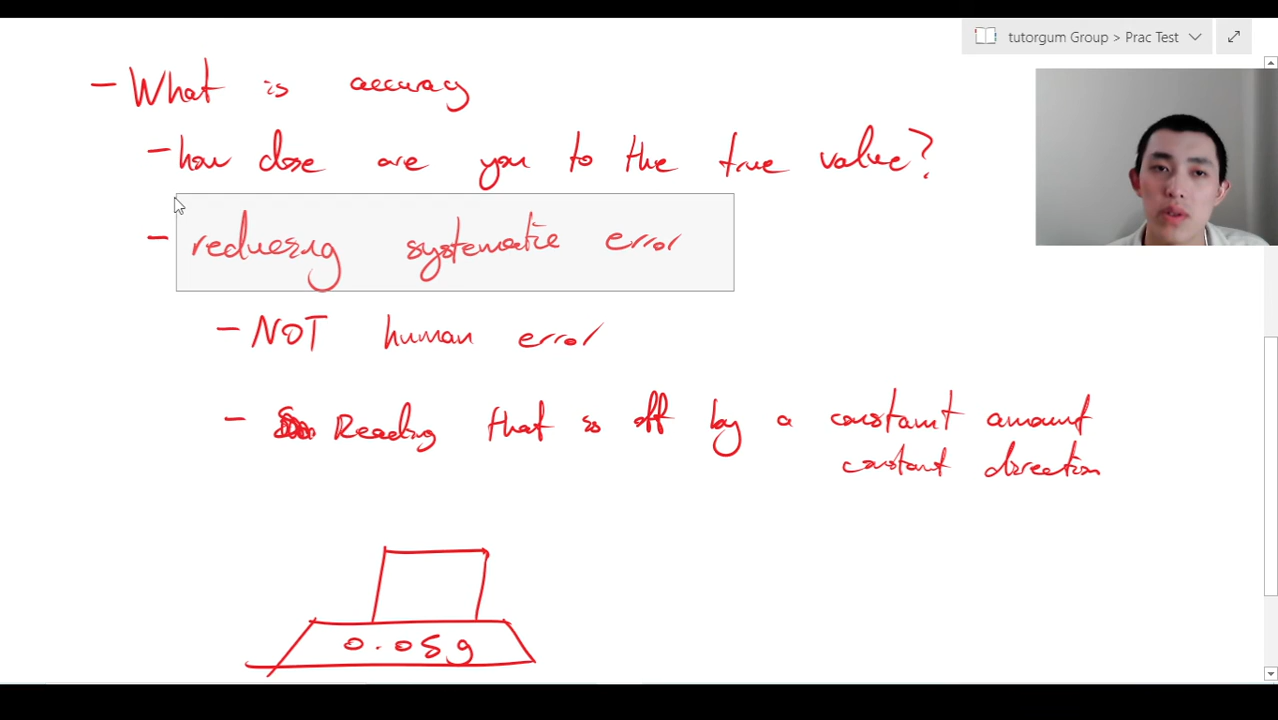 tutorgum Group > Prac Test
- What is accuracy
- how close are you to the true value?
- reducing systematic error
- NOT human error
- Reading that is off by a constant amount
constant direction
0.05g